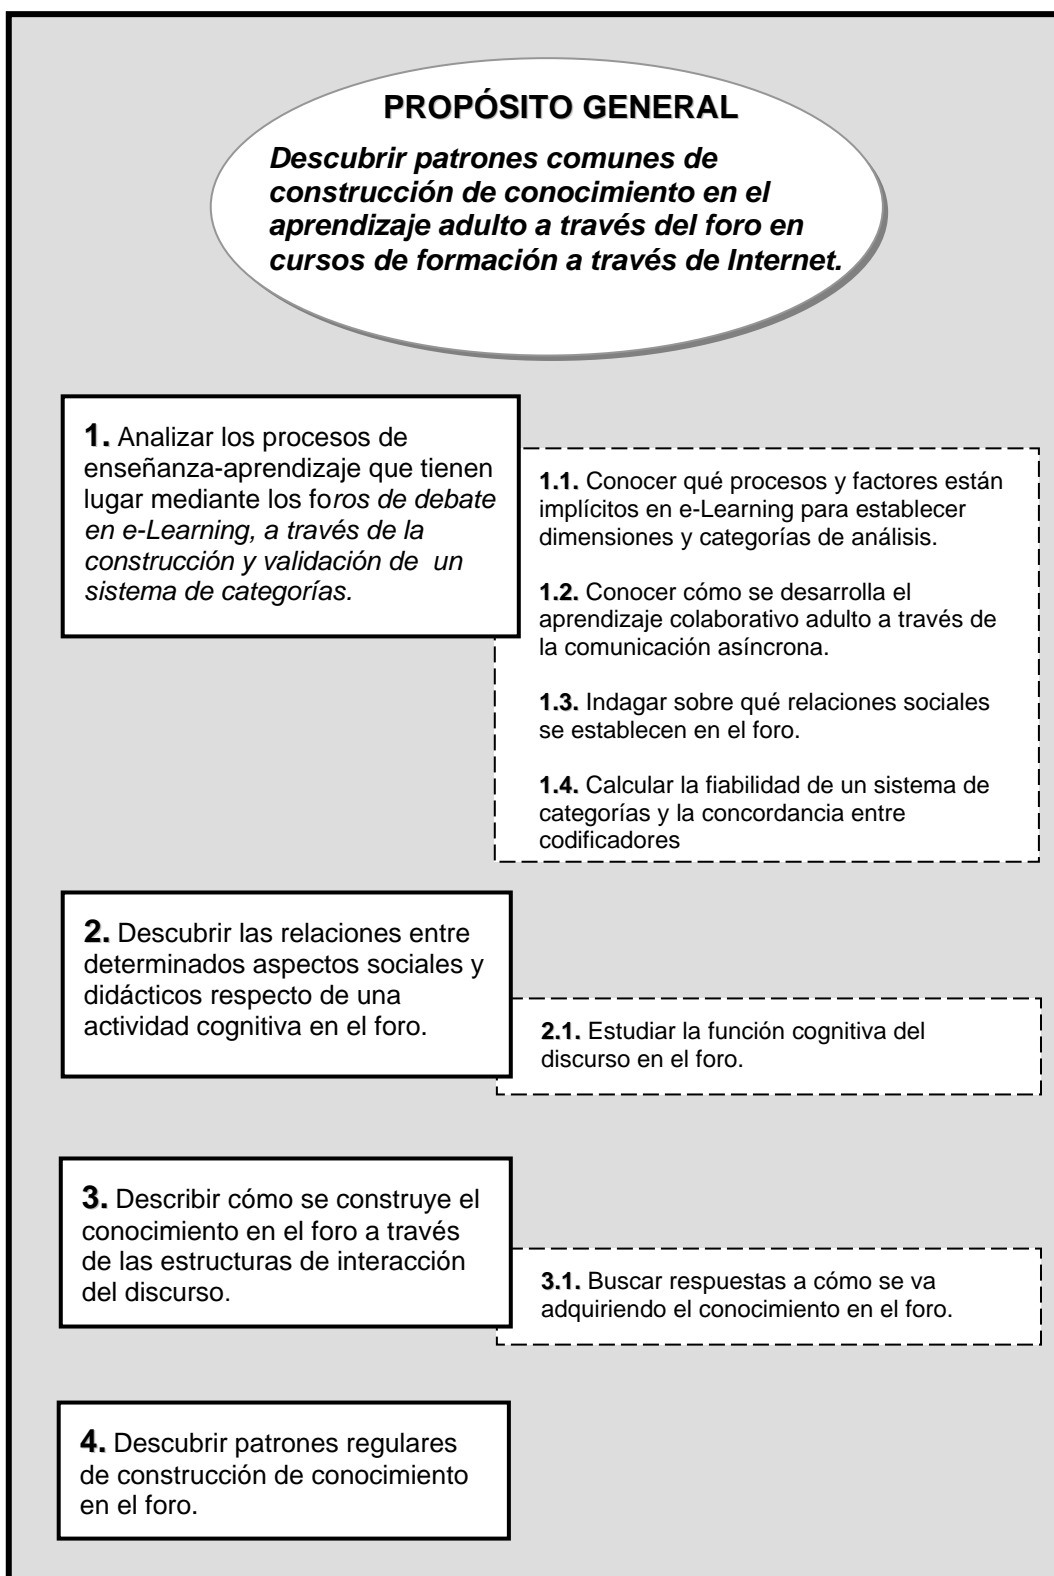 PROPÓSITO GENERAL
Descubrir patrones comunes de
construcción de conocimiento en el
aprendizaje adulto a través del foro en
cursos de formación a través de Internet.
1. Analizar los procesos de
enseñanza-aprendizaje que tienen
lugar mediante los foros de debate
en e-Learning, a través de la
construcción y validación de un
sistema de categorías.
1.1. Conocer qué procesos y factores están
implícitos en e-Learning para establecer
dimensiones y categorías de análisis.
1.2. Conocer cómo se desarrolla el
aprendizaje colaborativo adulto a través de
la comunicación asíncrona.
1.3. Indagar sobre qué relaciones sociales
se establecen en el foro.
1.4. Calcular la fiabilidad de un sistema de
categorías y la concordancia entre
codificadores
2. Descubrir las relaciones entre
determinados aspectos sociales y
didácticos respecto de una
actividad cognitiva en el foro.
2.1. Estudiar la función cognitiva del
discurso en el foro.
3. Describir cómo se construye el
conocimiento en el foro a través
de las estructuras de interacción
del discurso.
3.1. Buscar respuestas a cómo se va
adquiriendo el conocimiento en el foro.
4. Descubrir patrones regulares
de construcción de conocimiento
en el foro.